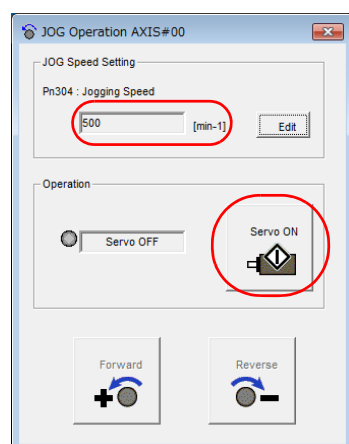 JOG Operation AXIS#00
JOG Speed Setting
Pn304 : Jogging Speed
500 [min-1] Edit
Operation
Servo OFF
Servo ON
Forward
Reverse